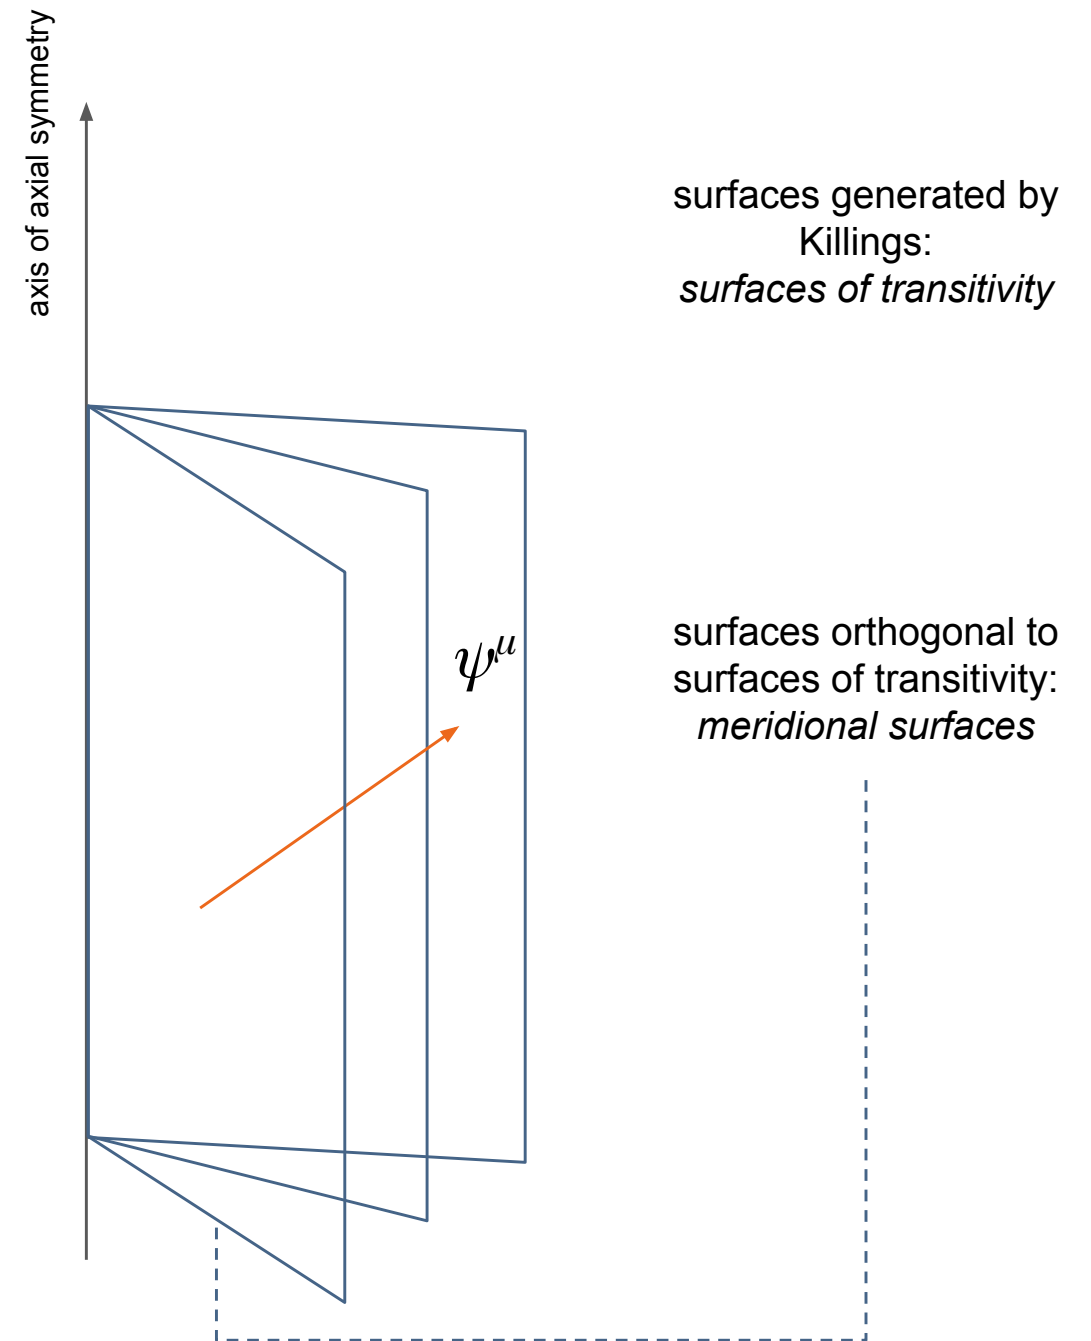 axis of axial symmetry
surfaces generated by
Killings:
surfaces of transitivity
ψ^μ
surfaces orthogonal to
surfaces of transitivity:
meridional surfaces